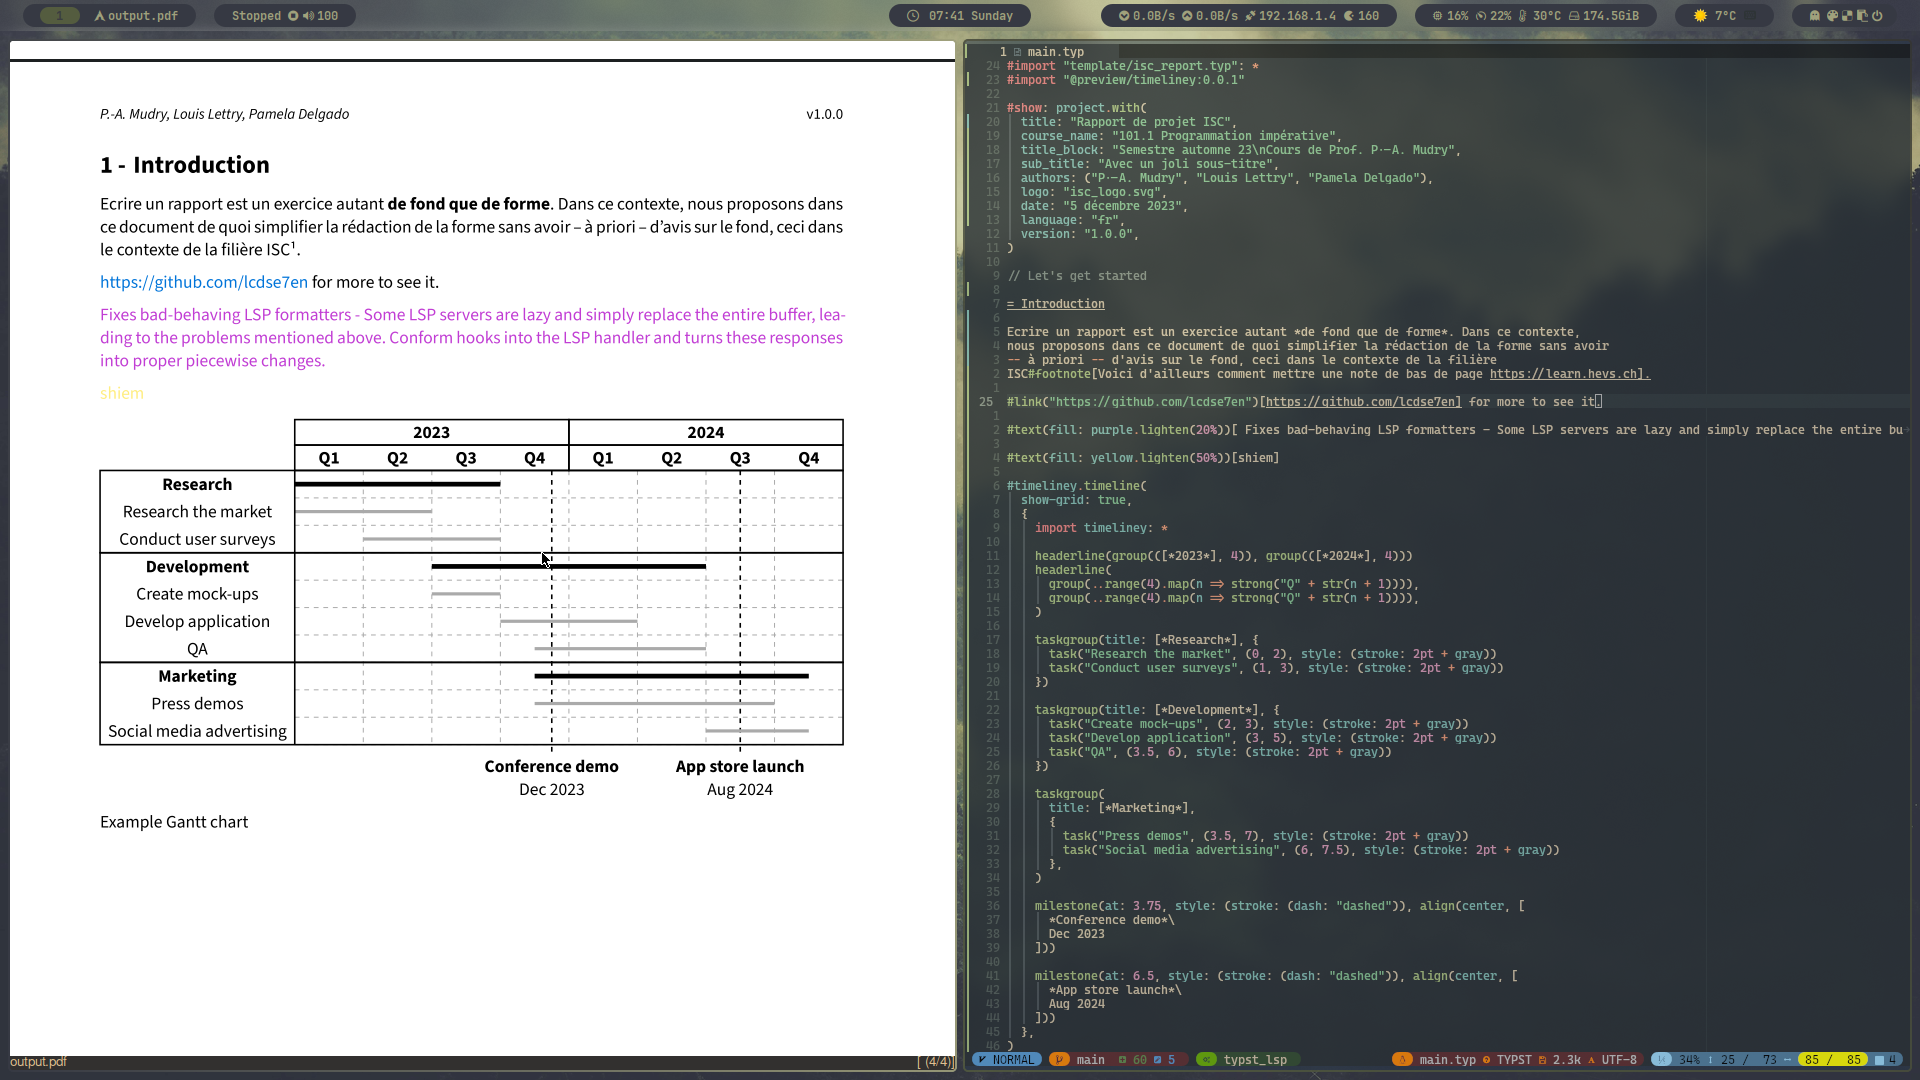 1 output.pdf Stopped 100 07:41 Sunday 0.0B/s 0.0B/s 192.168.1.4 160 16% 22% 30°C 174.5GiB 7°C
P.-A. Mudry, Louis Lettry, Pamela Delgado v1.0.0
1 - Introduction
Ecrire un rapport est un exercice autant de fond que de forme. Dans ce contexte, nous proposons dans
ce document de quoi simplifier la rédaction de la forme sans avoir – à priori – d’avis sur le fond, ceci dans
le contexte de la filière ISC¹.
https://github.com/lcdse7en for more to see it.
Fixes bad-behaving LSP formatters - Some LSP servers are lazy and simply replace the entire buffer, lea-
ding to the problems mentioned above. Conform hooks into the LSP handler and turns these responses
into proper piecewise changes.
shiem
2023 2024
Q1 Q2 Q3 Q4 Q1 Q2 Q3 Q4
Research
Research the market
Conduct user surveys
Development
Create mock-ups
Develop application
QA
Marketing
Press demos
Social media advertising
Conference demo App store launch
Dec 2023 Aug 2024
Example Gantt chart
output.pdf [ (4/4)]
1 main.typ
24 #import "template/isc_report.typ": *
23 #import "@preview/timeliney:0.0.1"
22
21 #show: project.with(
20 title: "Rapport de projet ISC",
19 course_name: "101.1 Programmation impérative",
18 title_block: "Semestre automne 23\nCours de Prof. P.-A. Mudry",
17 sub_title: "Avec un joli sous-titre",
16 authors: ("P.-A. Mudry", "Louis Lettry", "Pamela Delgado"),
15 logo: "isc_logo.svg",
14 date: "5 décembre 2023",
13 language: "fr",
12 version: "1.0.0",
11 )
10
9 // Let's get started
8
7 = Introduction
6
5 Ecrire un rapport est un exercice autant *de fond que de forme*. Dans ce contexte,
4 nous proposons dans ce document de quoi simplifier la rédaction de la forme sans avoir
3 -- à priori -- d'avis sur le fond, ceci dans le contexte de la filière
2 ISC#footnote[Voici d'ailleurs comment mettre une note de bas de page https://learn.hevs.ch].
1
25 #link("https://github.com/lcdse7en")[https://github.com/lcdse7en] for more to see it.
1
2 #text(fill: purple.lighten(20%))[ Fixes bad-behaving LSP formatters - Some LSP servers are lazy and simply replace the entire bu
3
4 #text(fill: yellow.lighten(50%))[shiem]
5
6 #timeliney.timeline(
7 show-grid: true,
8 {
9 import timeliney: *
10
11 headerline(group(([*2023*], 4)), group(([*2024*], 4)))
12 headerline(
13 group(..range(4).map(n => strong("Q" + str(n + 1)))),
14 group(..range(4).map(n => strong("Q" + str(n + 1)))),
15 )
16
17 taskgroup(title: [*Research*], {
18 task("Research the market", (0, 2), style: (stroke: 2pt + gray))
19 task("Conduct user surveys", (1, 3), style: (stroke: 2pt + gray))
20 })
21
22 taskgroup(title: [*Development*], {
23 task("Create mock-ups", (2, 3), style: (stroke: 2pt + gray))
24 task("Develop application", (3, 5), style: (stroke: 2pt + gray))
25 task("QA", (3.5, 6), style: (stroke: 2pt + gray))
26 })
27
28 taskgroup(
29 title: [*Marketing*],
30 {
31 task("Press demos", (3.5, 7), style: (stroke: 2pt + gray))
32 task("Social media advertising", (6, 7.5), style: (stroke: 2pt + gray))
33 },
34 )
35
36 milestone(at: 3.75, style: (stroke: (dash: "dashed")), align(center, [
37 *Conference demo*\
38 Dec 2023
39 ]))
40
41 milestone(at: 6.5, style: (stroke: (dash: "dashed")), align(center, [
42 *App store launch*\
43 Aug 2024
44 ]))
45 },
46 )
NORMAL main 60 5 typst_lsp main.typ TYPST 2.3k UTF-8 34% 25 / 73 85 / 85 4